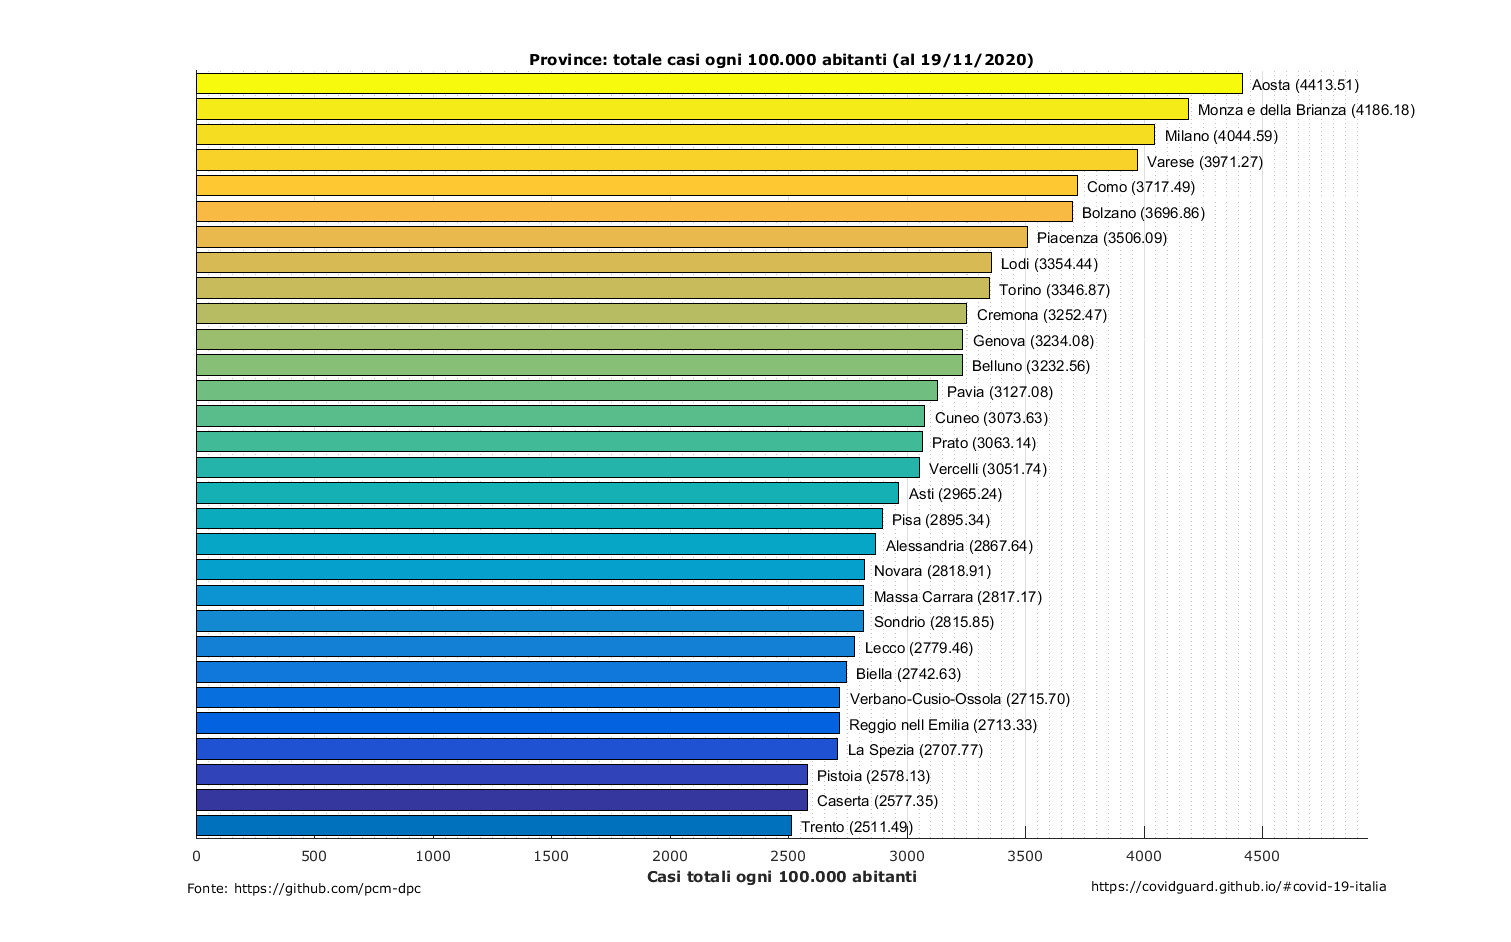 Province: totale casi ogni 100.000 abitanti (al 19/11/2020)
Aosta (4413.51)
Monza e della Brianza (4186.18)
Milano (4044.59)
Varese (3971.27)
Como (3717.49)
Bolzano (3696.86)
Piacenza (3506.09)
Lodi (3354.44)
Torino (3346.87)
Cremona (3252.47)
Genova (3234.08)
Belluno (3232.56)
Pavia (3127.08)
Cuneo (3073.63)
Prato (3063.14)
Vercelli (3051.74)
Asti (2965.24)
Pisa (2895.34)
Alessandria (2867.64)
Novara (2818.91)
Massa Carrara (2817.17)
Sondrio (2815.85)
Lecco (2779.46)
Biella (2742.63)
Verbano-Cusio-Ossola (2715.70)
Reggio nell Emilia (2713.33)
La Spezia (2707.77)
Pistoia (2578.13)
Caserta (2577.35)
Trento (2511.49)
0 500 1000 1500 2000 2500 3000 3500 4000 4500
Casi totali ogni 100.000 abitanti
Fonte: https://github.com/pcm-dpc
https://covidguard.github.io/#covid-19-italia